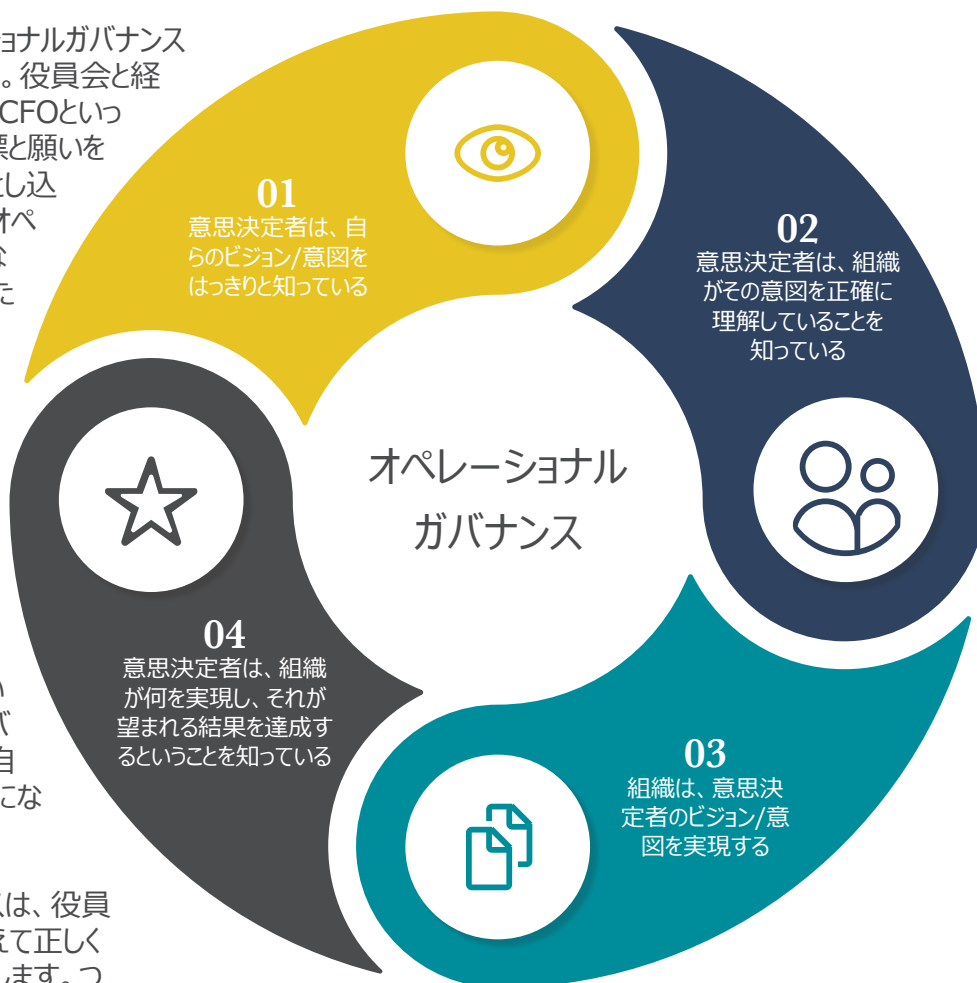 ョナルガバナンス
。役員会と経
CFOといっ
票と願いを
とし込
オペ
な
た
01
意思決定者は、自
らのビジョン/意図を
はっきりと知っている
02
意思決定者は、組織
がその意図を正確に
理解していることを
知っている
オペレーショナル
ガバナンス
04
意思決定者は、組織
が何を実現し、それが
望まれる結果を達成す
るということを知っている
03
組織は、意思決
定者のビジョン/意
図を実現する
い
バ
自
にな
は、役員
えて正しく
します。つ